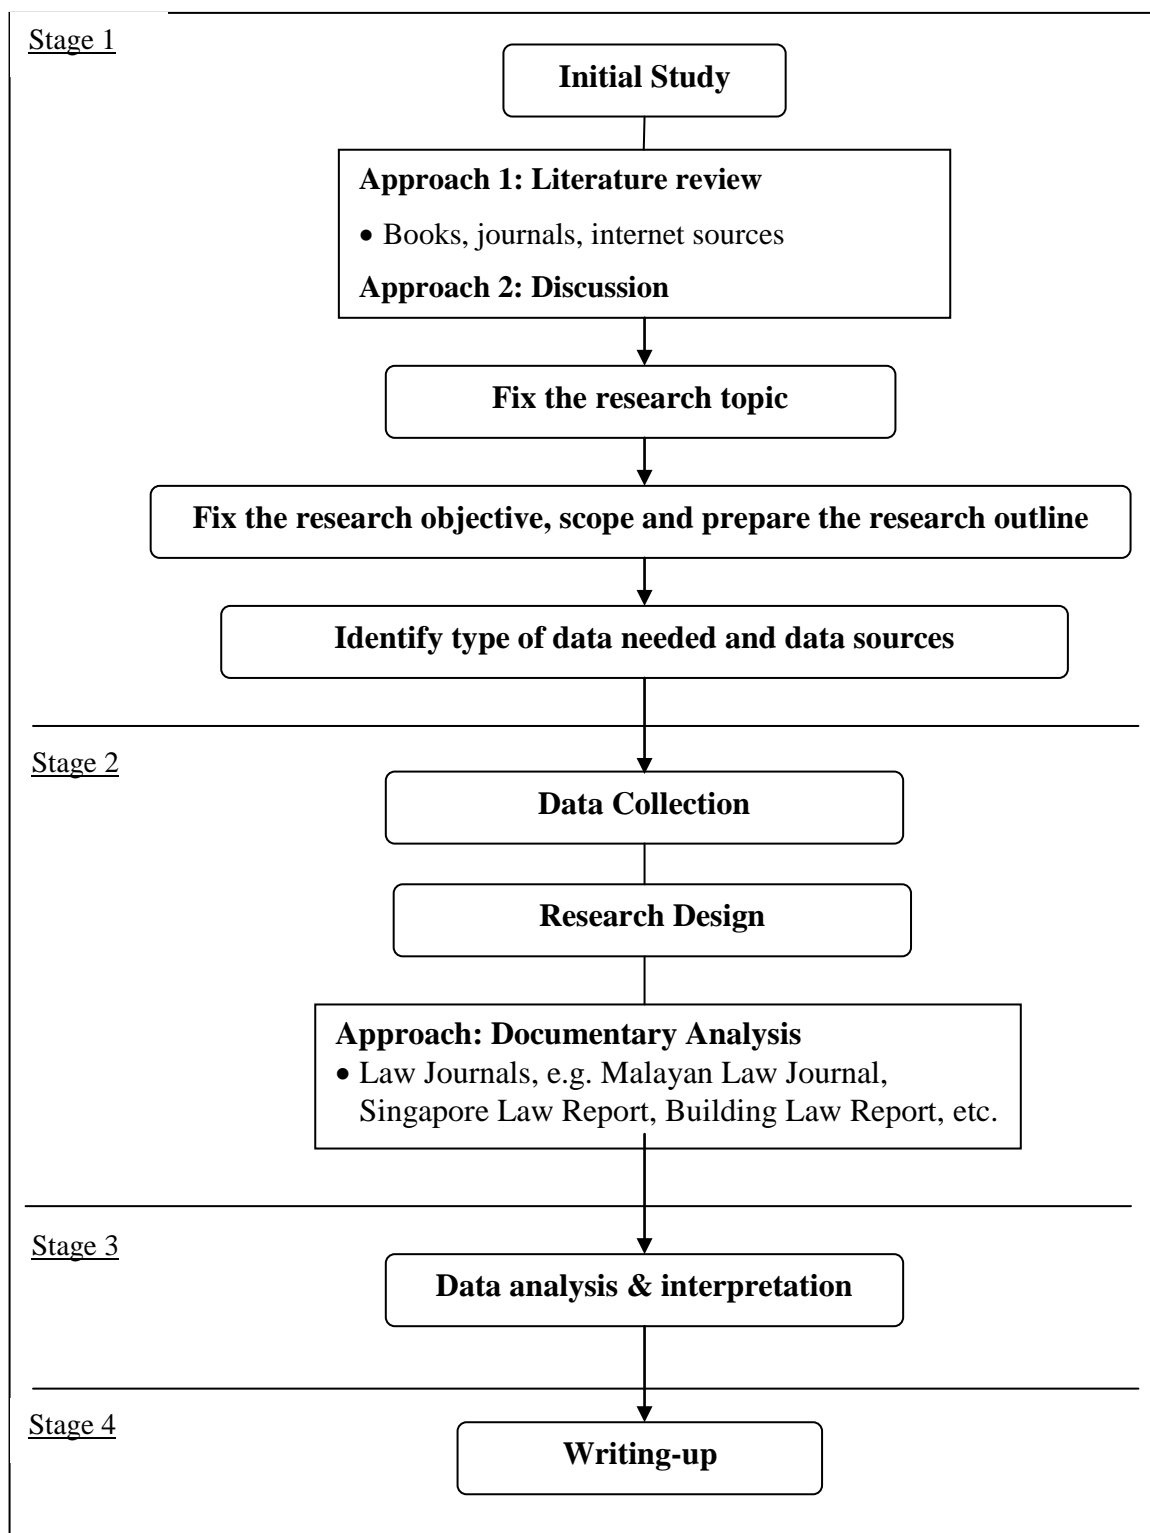 Stage 1
Initial Study
Approach 1: Literature review
• Books, journals, internet sources
Approach 2: Discussion
Fix the research topic
Fix the research objective, scope and prepare the research outline
Identify type of data needed and data sources
Stage 2
Data Collection
Research Design
Approach: Documentary Analysis
• Law Journals, e.g. Malayan Law Journal,
Singapore Law Report, Building Law Report, etc.
Stage 3
Data analysis & interpretation
Stage 4
Writing-up